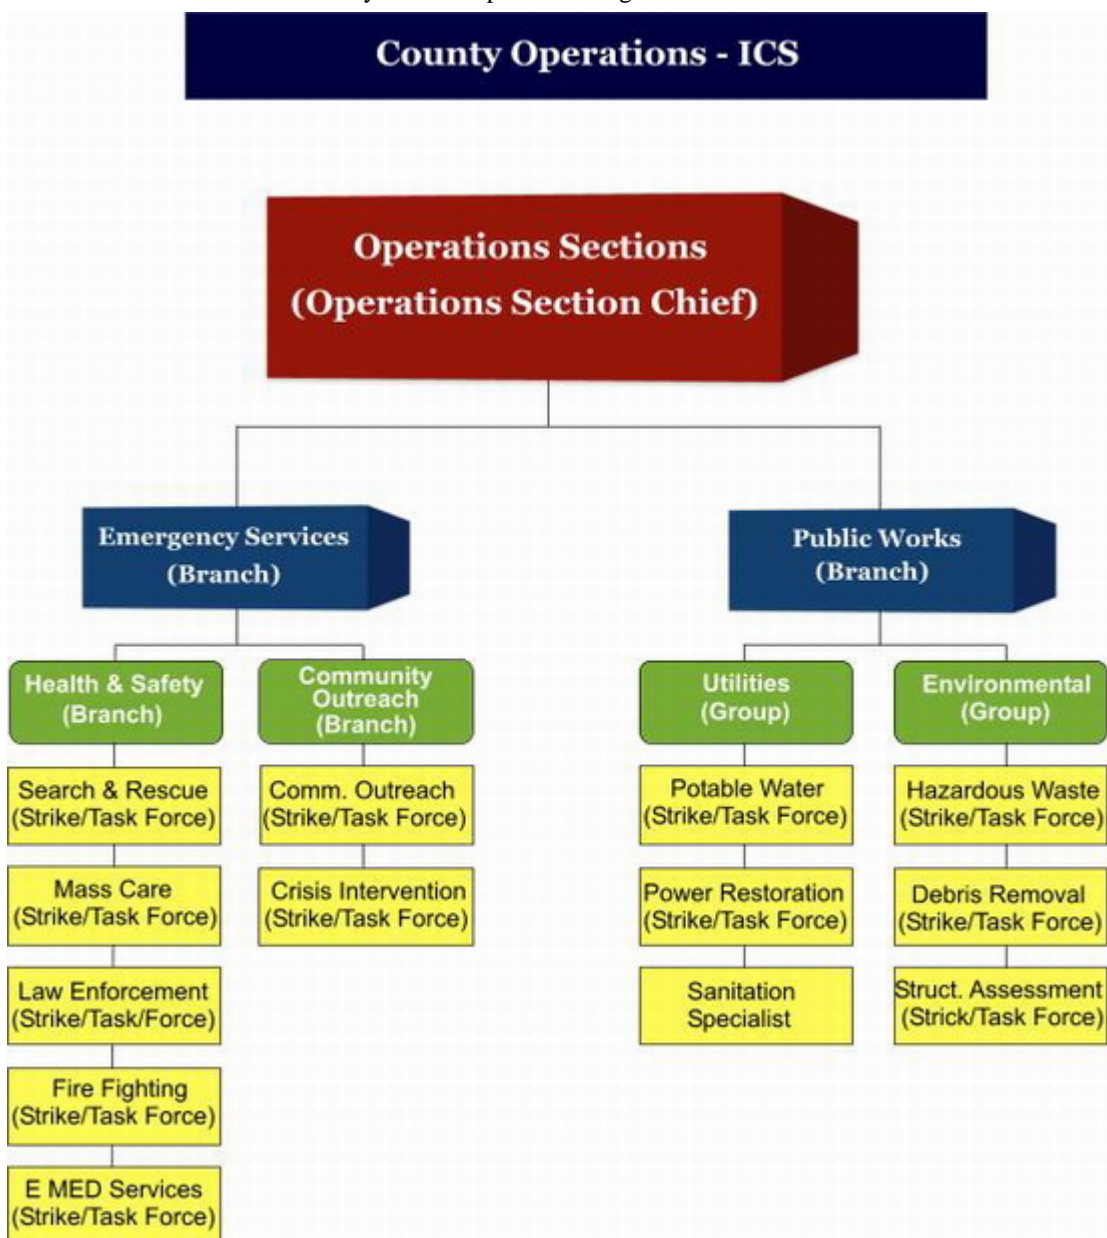 County Operations - ICS
Operations Sections
(Operations Section Chief)
Emergency Services
(Branch)
Public Works
(Branch)
Health & Safety
(Branch)
Community
Outreach
(Branch)
Utilities
(Group)
Environmental
(Group)
Search & Rescue
(Strike/Task Force)
Comm. Outreach
(Strike/Task Force)
Potable Water
(Strike/Task Force)
Hazardous Waste
(Strike/Task Force)
Mass Care
(Strike/Task Force)
Crisis Intervention
(Strike/Task Force)
Power Restoration
(Strike/Task Force)
Debris Removal
(Strike/Task Force)
Law Enforcement
(Strike/Task/Force)
Sanitation
Specialist
Struct. Assessment
(Strick/Task Force)
Fire Fighting
(Strike/Task Force)
E MED Services
(Strike/Task Force)